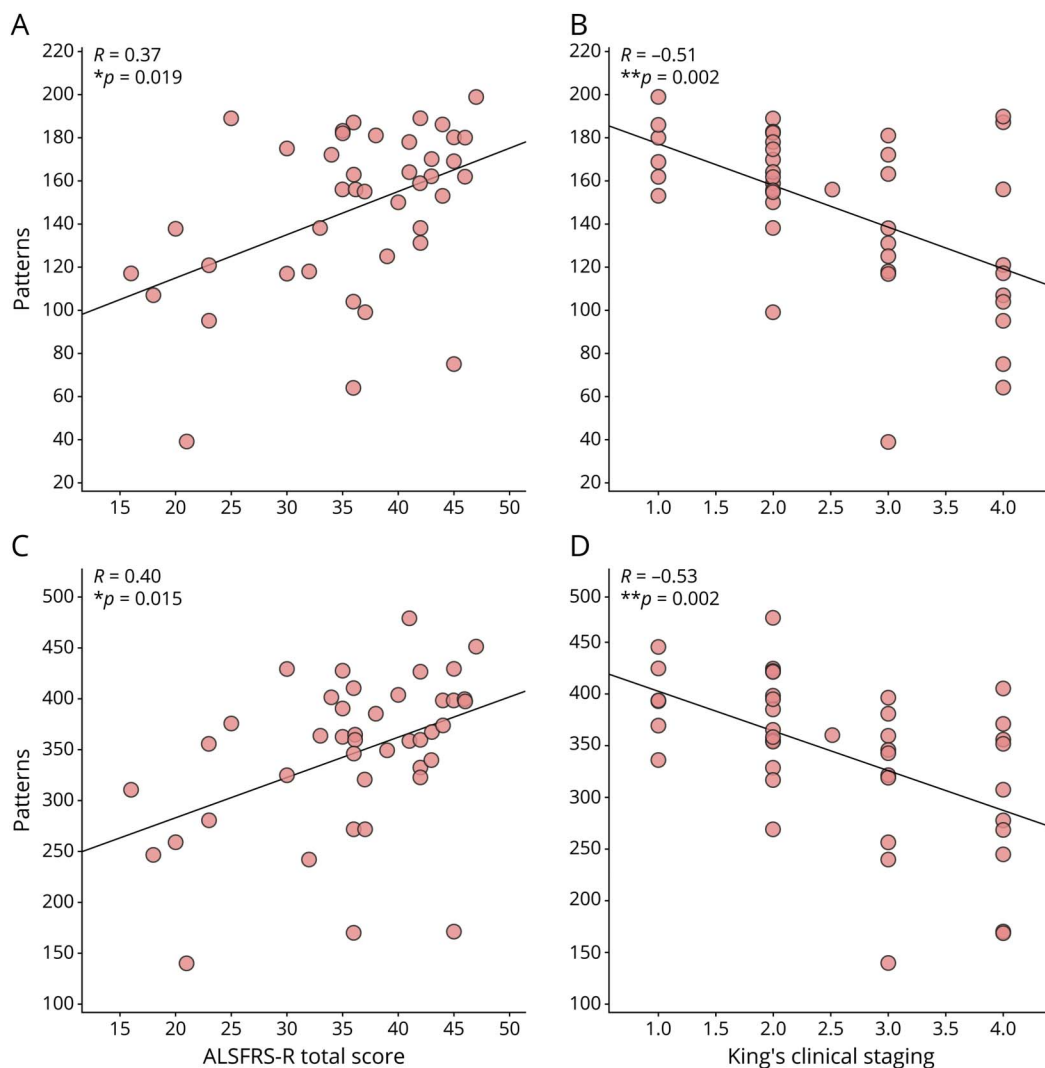 A
R = 0.37
*p = 0.019
220
200
180
160
140
120
100
80
60
40
20
Patterns
15 20 25 30 35 40 45 50
B
R = –0.51
**p = 0.002
220
200
180
160
140
120
100
80
60
40
20
1.0 1.5 2.0 2.5 3.0 3.5 4.0
C
R = 0.40
*p = 0.015
500
450
400
350
300
250
200
150
100
Patterns
15 20 25 30 35 40 45 50
ALSFRS-R total score
D
R = –0.53
**p = 0.002
500
450
400
350
300
250
200
150
100
1.0 1.5 2.0 2.5 3.0 3.5 4.0
King's clinical staging